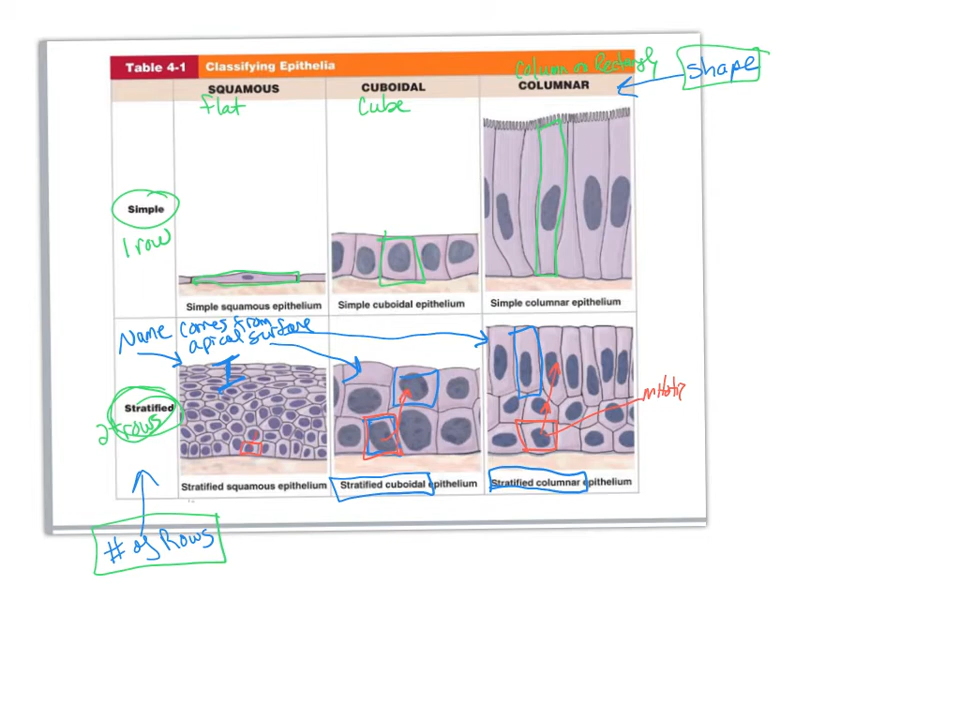 Table 4-1 Classifying Epithelia
Column or Rectangle
shape
SQUAMOUS CUBOIDAL COLUMNAR
flat Cube
Simple
1 row
Simple squamous epithelium Simple cuboidal epithelium Simple columnar epithelium
Name comes from
apical surface
mitotic
Stratified
2+ rows
Stratified squamous epithelium Stratified cuboidal epithelium Stratified columnar epithelium
# of Rows